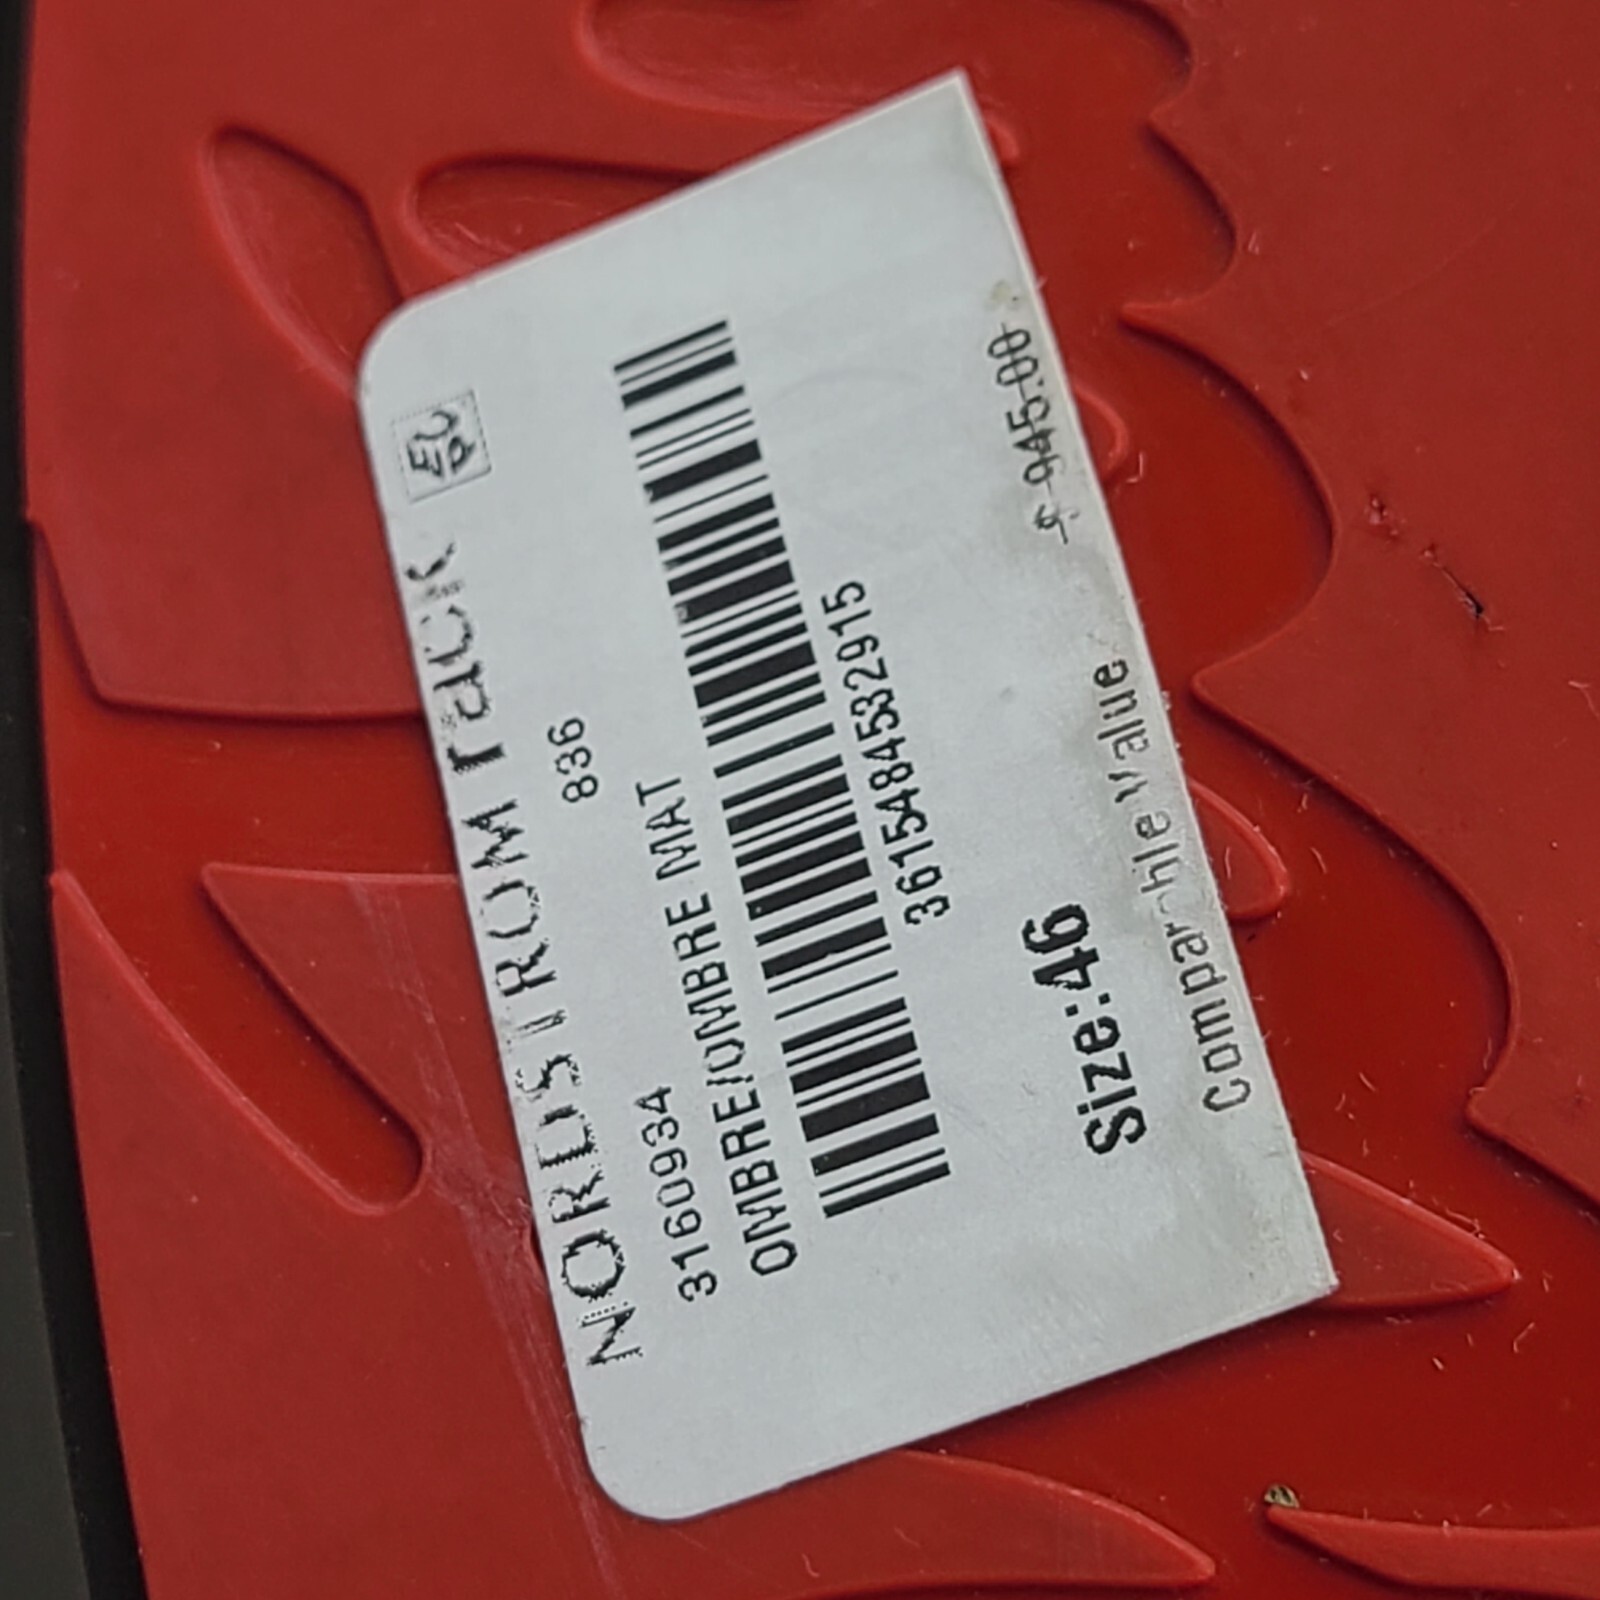 NORDSTROM rack
836
3160934
OMBRE/OMBRE MAT
3615484532915
Size:46
Comparable value
$ 945.00